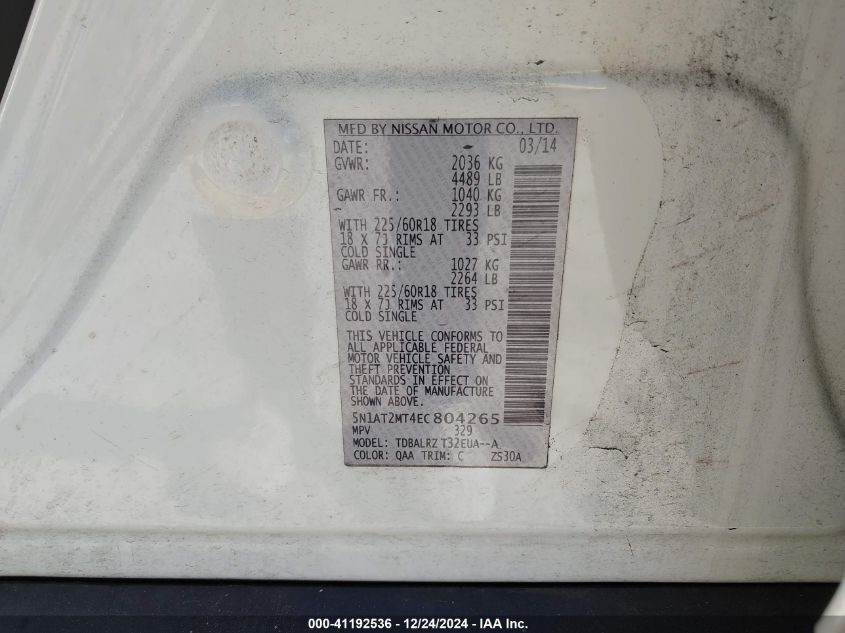 MFD BY NISSAN MOTOR CO., LTD.
DATE: - 03/14
GVWR: 2036 KG
4489 LB
GAWR FR.: 1040 KG
2293 LB
WITH 225/60R18 TIRES
18 X 7J RIMS AT 33 PSI
COLD SINGLE
GAWR RR.: 1027 KG
2264 LB
WITH 225/60R18 TIRES
18 X 7J RIMS AT 33 PSI
COLD SINGLE
THIS VEHICLE CONFORMS TO
ALL APPLICABLE FEDERAL
MOTOR VEHICLE SAFETY AND
THEFT PREVENTION
STANDARDS IN EFFECT ON
THE DATE OF MANUFACTURE
SHOWN ABOVE.
5N1AT2MT4EC804265
MPV 329
MODEL: TDBALRZ T32EUA--A
COLOR: QAA TRIM: C ZS30A
000-41192536 - 12/24/2024 - IAA Inc.